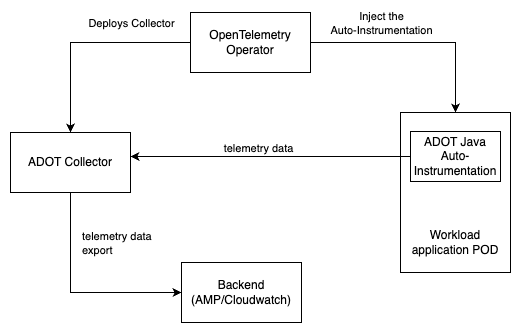 Deploys Collector
OpenTelemetry
Operator
Inject the
Auto-Instrumentation
ADOT Collector
telemetry data
ADOT Java
Auto-
Instrumentation
Workload
application POD
telemetry data
export
Backend
(AMP/Cloudwatch)